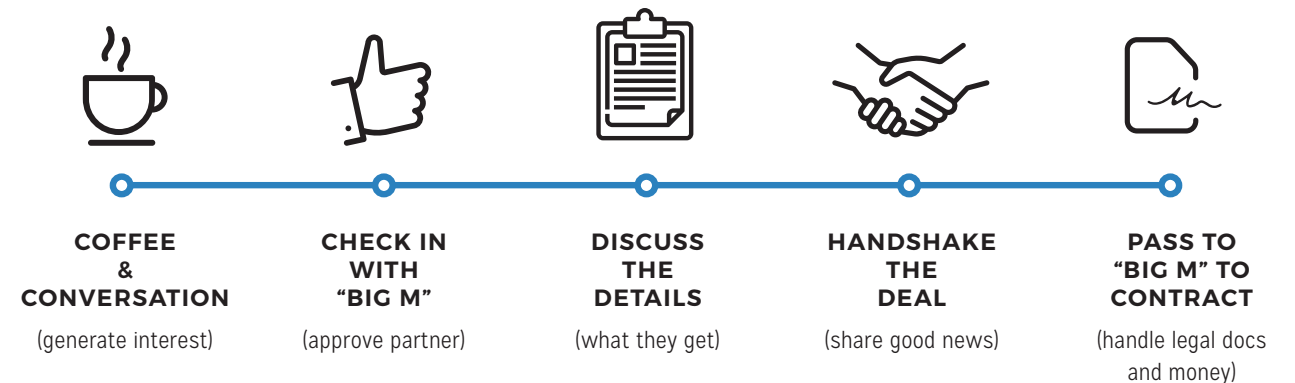 COFFEE
&
CONVERSATION
(generate interest)
CHECK IN
WITH
“BIG M”
(approve partner)
DISCUSS
THE
DETAILS
(what they get)
HANDSHAKE
THE
DEAL
(share good news)
PASS TO
“BIG M” TO
CONTRACT
(handle legal docs
and money)